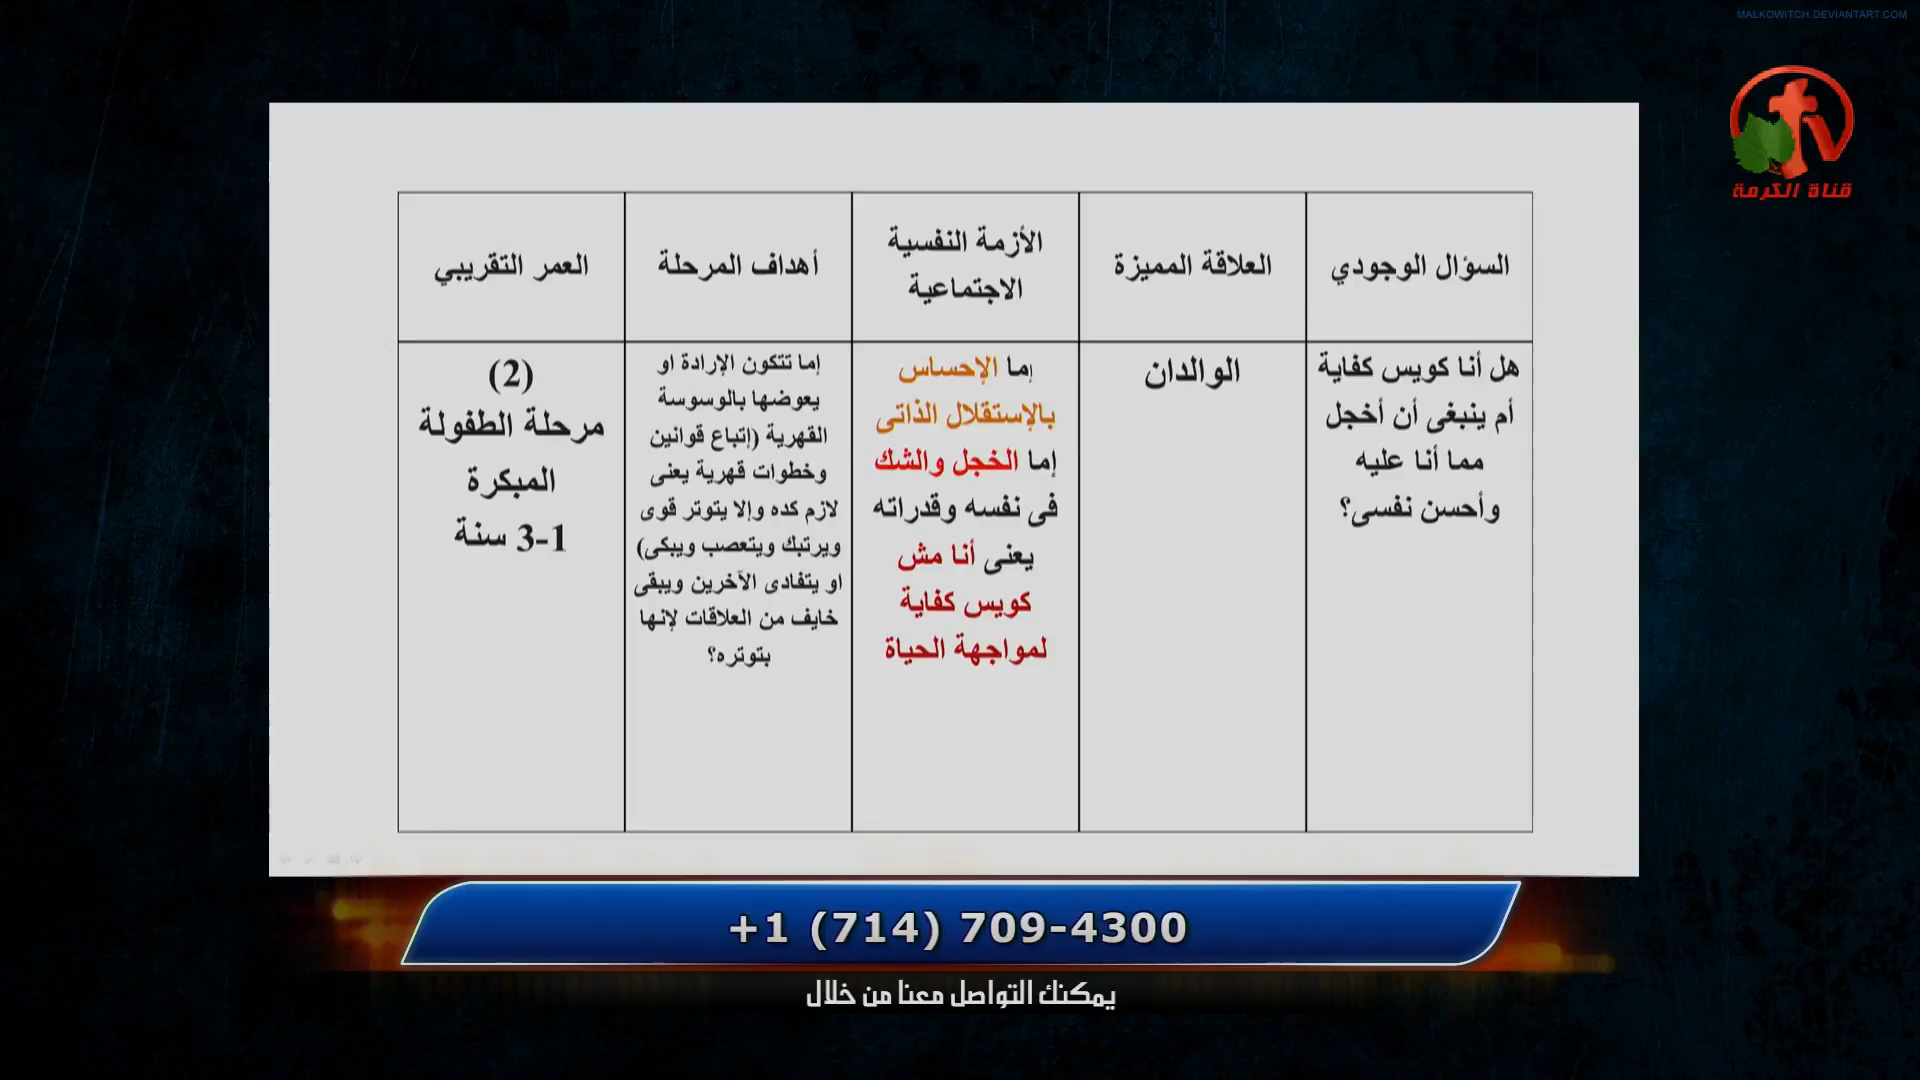 MALKOWITCH.DEVIANTART.COM
tv
قناة الكرمة
السؤال الوجودي
العلاقة المميزة
الأزمة النفسية
الاجتماعية
أهداف المرحلة
العمر التقريبي
هل أنا كويس كفاية
أم ينبغى أن أخجل
مما أنا عليه
وأحسن نفسى؟
الوالدان
إما الإحساس
بالإستقلال الذاتى
إما الخجل والشك
فى نفسه وقدراته
يعنى أنا مش
كويس كفاية
لمواجهة الحياة
إما تتكون الإرادة او
يعوضها بالوسوسة
القهرية (إتباع قوانين
وخطوات قهرية يعنى
لازم كده وإلا يتوتر قوى
ويرتبك ويتعصب ويبكى)
او يتفادى الآخرين ويبقى
خايف من العلاقات لإنها
بتوتره؟
(2)
مرحلة الطفولة
المبكرة
1-3 سنة
+1 (714) 709-4300
يمكنك التواصل معنا من خلال